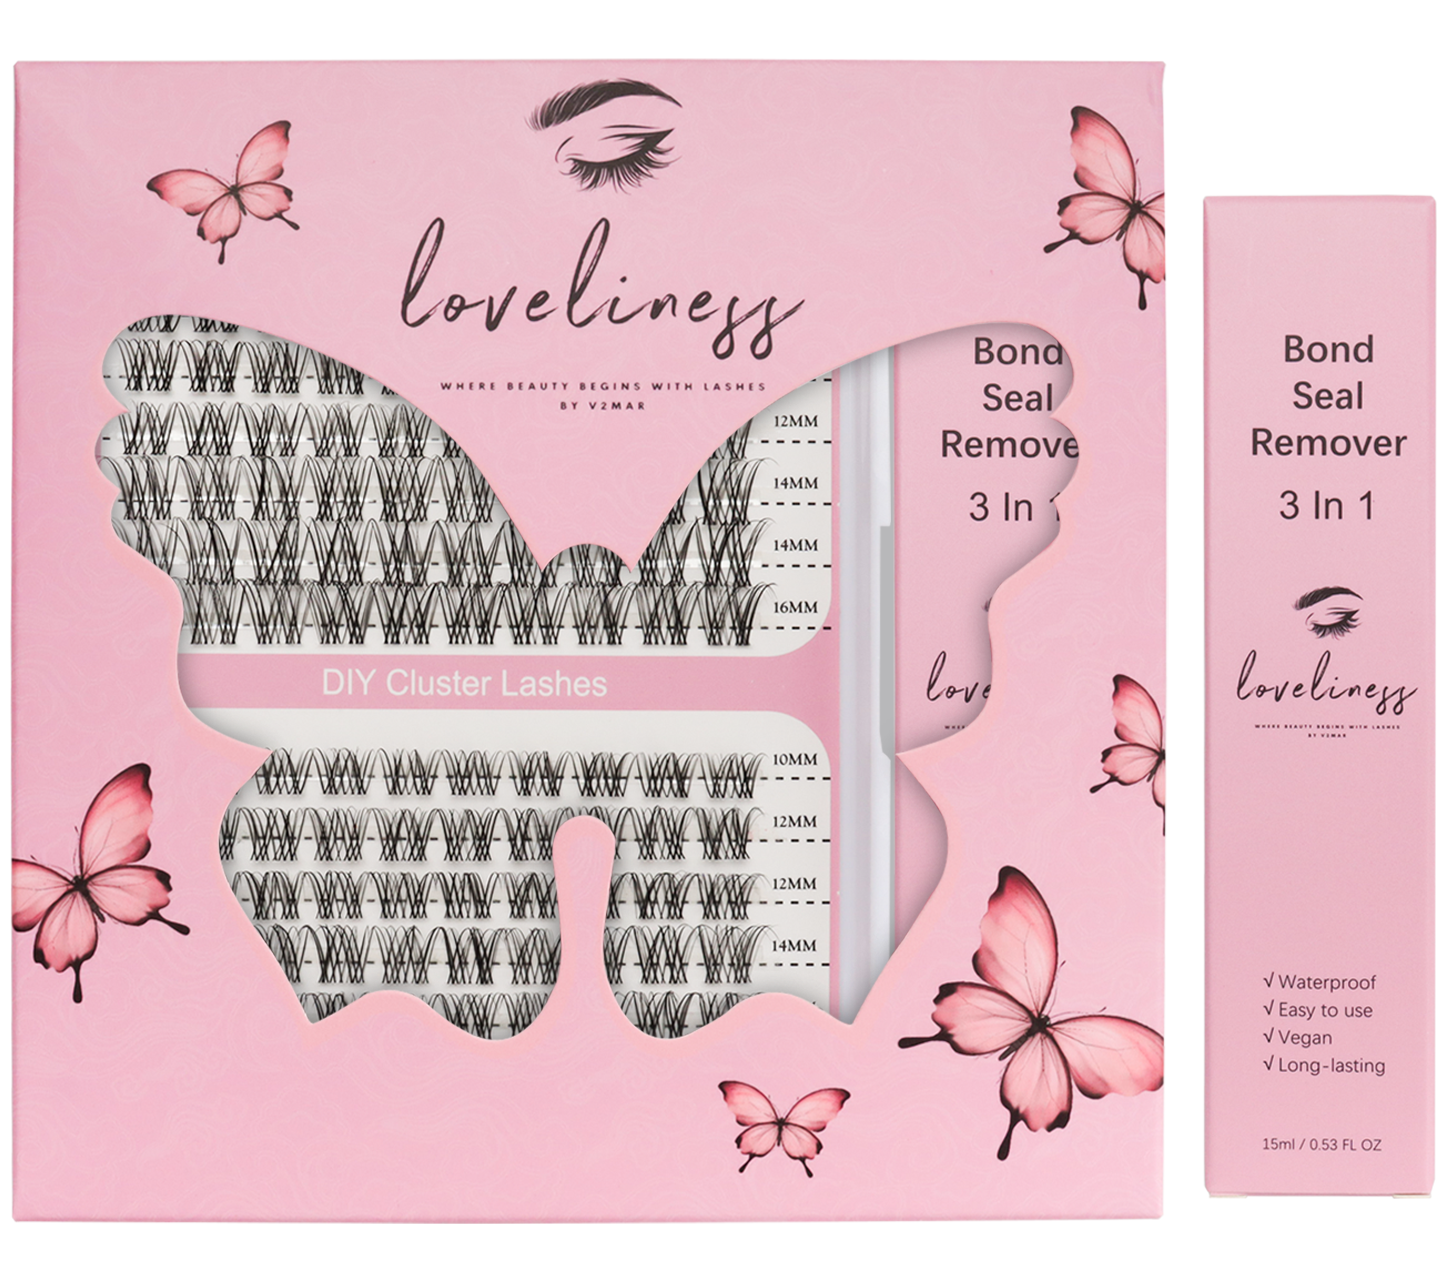 loveliness
WHERE BEAUTY BEGINS WITH LASHES
BY V2MAR
12MM
14MM
14MM
16MM
DIY Cluster Lashes
10MM
12MM
12MM
14MM
Bond
Seal
Remove
3 In 1
love
Bond
Seal
Remover
3 In 1
loveliness
WHERE BEAUTY BEGINS WITH LASHES
BY V2MAR
√ Waterproof
√ Easy to use
√ Vegan
√ Long-lasting
15ml / 0.53 FL OZ